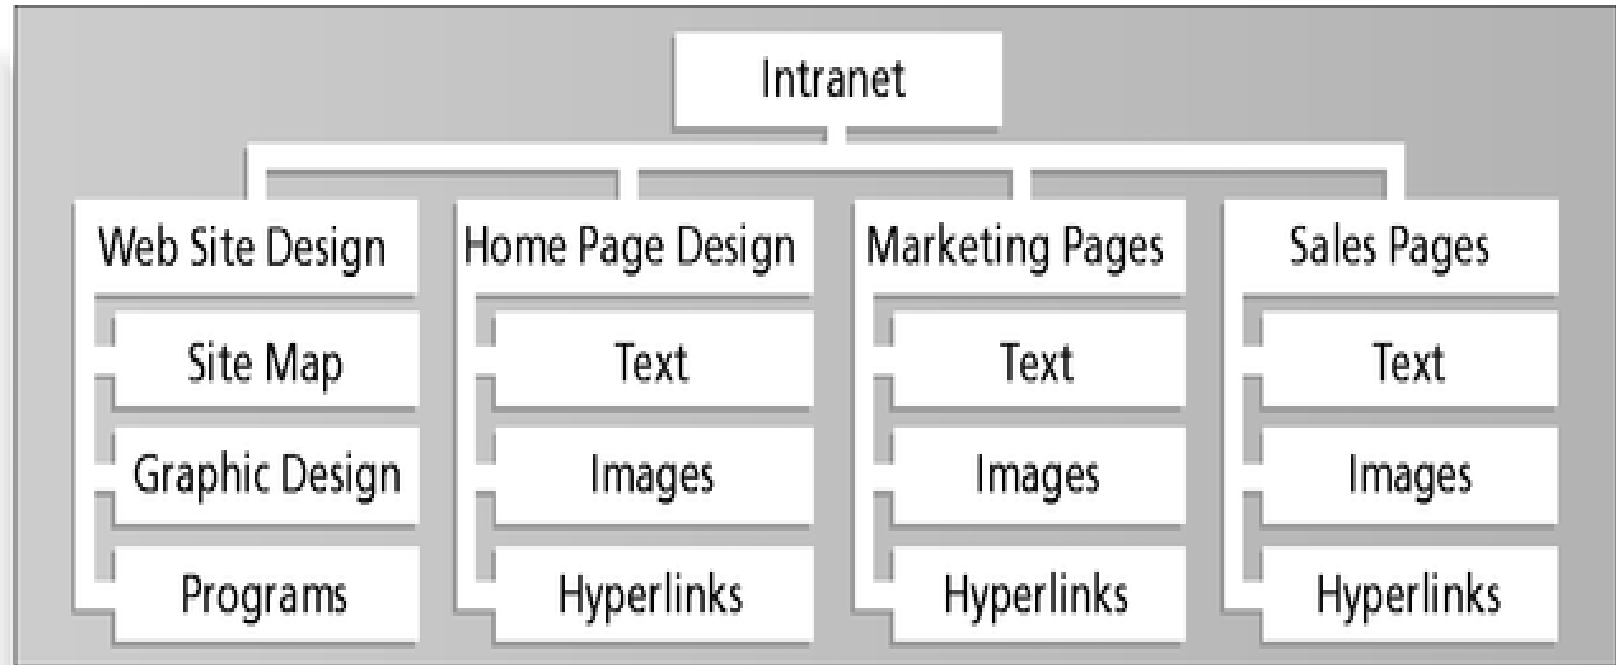 Intranet
Web Site Design
Site Map
Graphic Design
Programs
Home Page Design
Text
Images
Hyperlinks
Marketing Pages
Text
Images
Hyperlinks
Sales Pages
Text
Images
Hyperlinks